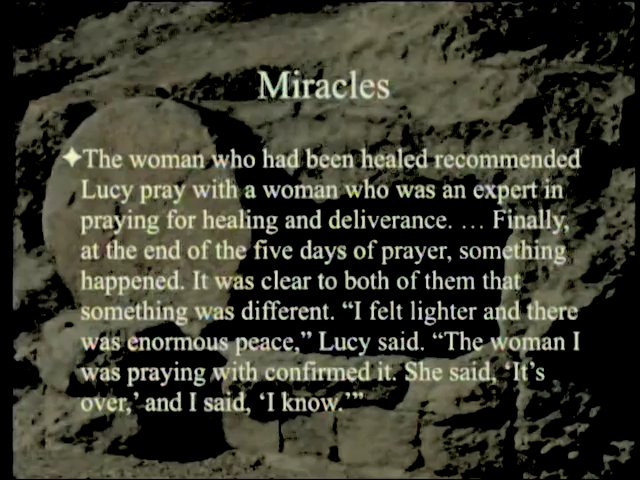 Miracles
✦The woman who had been healed recommended
Lucy pray with a woman who was an expert in
praying for healing and deliverance. … Finally,
at the end of the five days of prayer, something
happened. It was clear to both of them that
something was different. “I felt lighter and there
was enormous peace,” Lucy said. “The woman I
was praying with confirmed it. She said, ‘It’s
over,’ and I said, ‘I know.’”